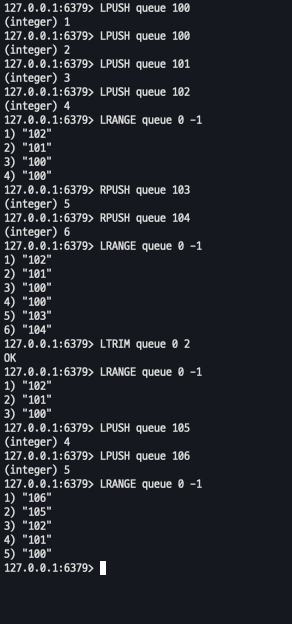 127.0.0.1:6379> LPUSH queue 100
(integer) 1
127.0.0.1:6379> LPUSH queue 100
(integer) 2
127.0.0.1:6379> LPUSH queue 101
(integer) 3
127.0.0.1:6379> LPUSH queue 102
(integer) 4
127.0.0.1:6379> LRANGE queue 0 -1
1) "102"
2) "101"
3) "100"
4) "100"
127.0.0.1:6379> RPUSH queue 103
(integer) 5
127.0.0.1:6379> RPUSH queue 104
(integer) 6
127.0.0.1:6379> LRANGE queue 0 -1
1) "102"
2) "101"
3) "100"
4) "100"
5) "103"
6) "104"
127.0.0.1:6379> LTRIM queue 0 2
OK
127.0.0.1:6379> LRANGE queue 0 -1
1) "102"
2) "101"
3) "100"
127.0.0.1:6379> LPUSH queue 105
(integer) 4
127.0.0.1:6379> LPUSH queue 106
(integer) 5
127.0.0.1:6379> LRANGE queue 0 -1
1) "106"
2) "105"
3) "102"
4) "101"
5) "100"
127.0.0.1:6379>